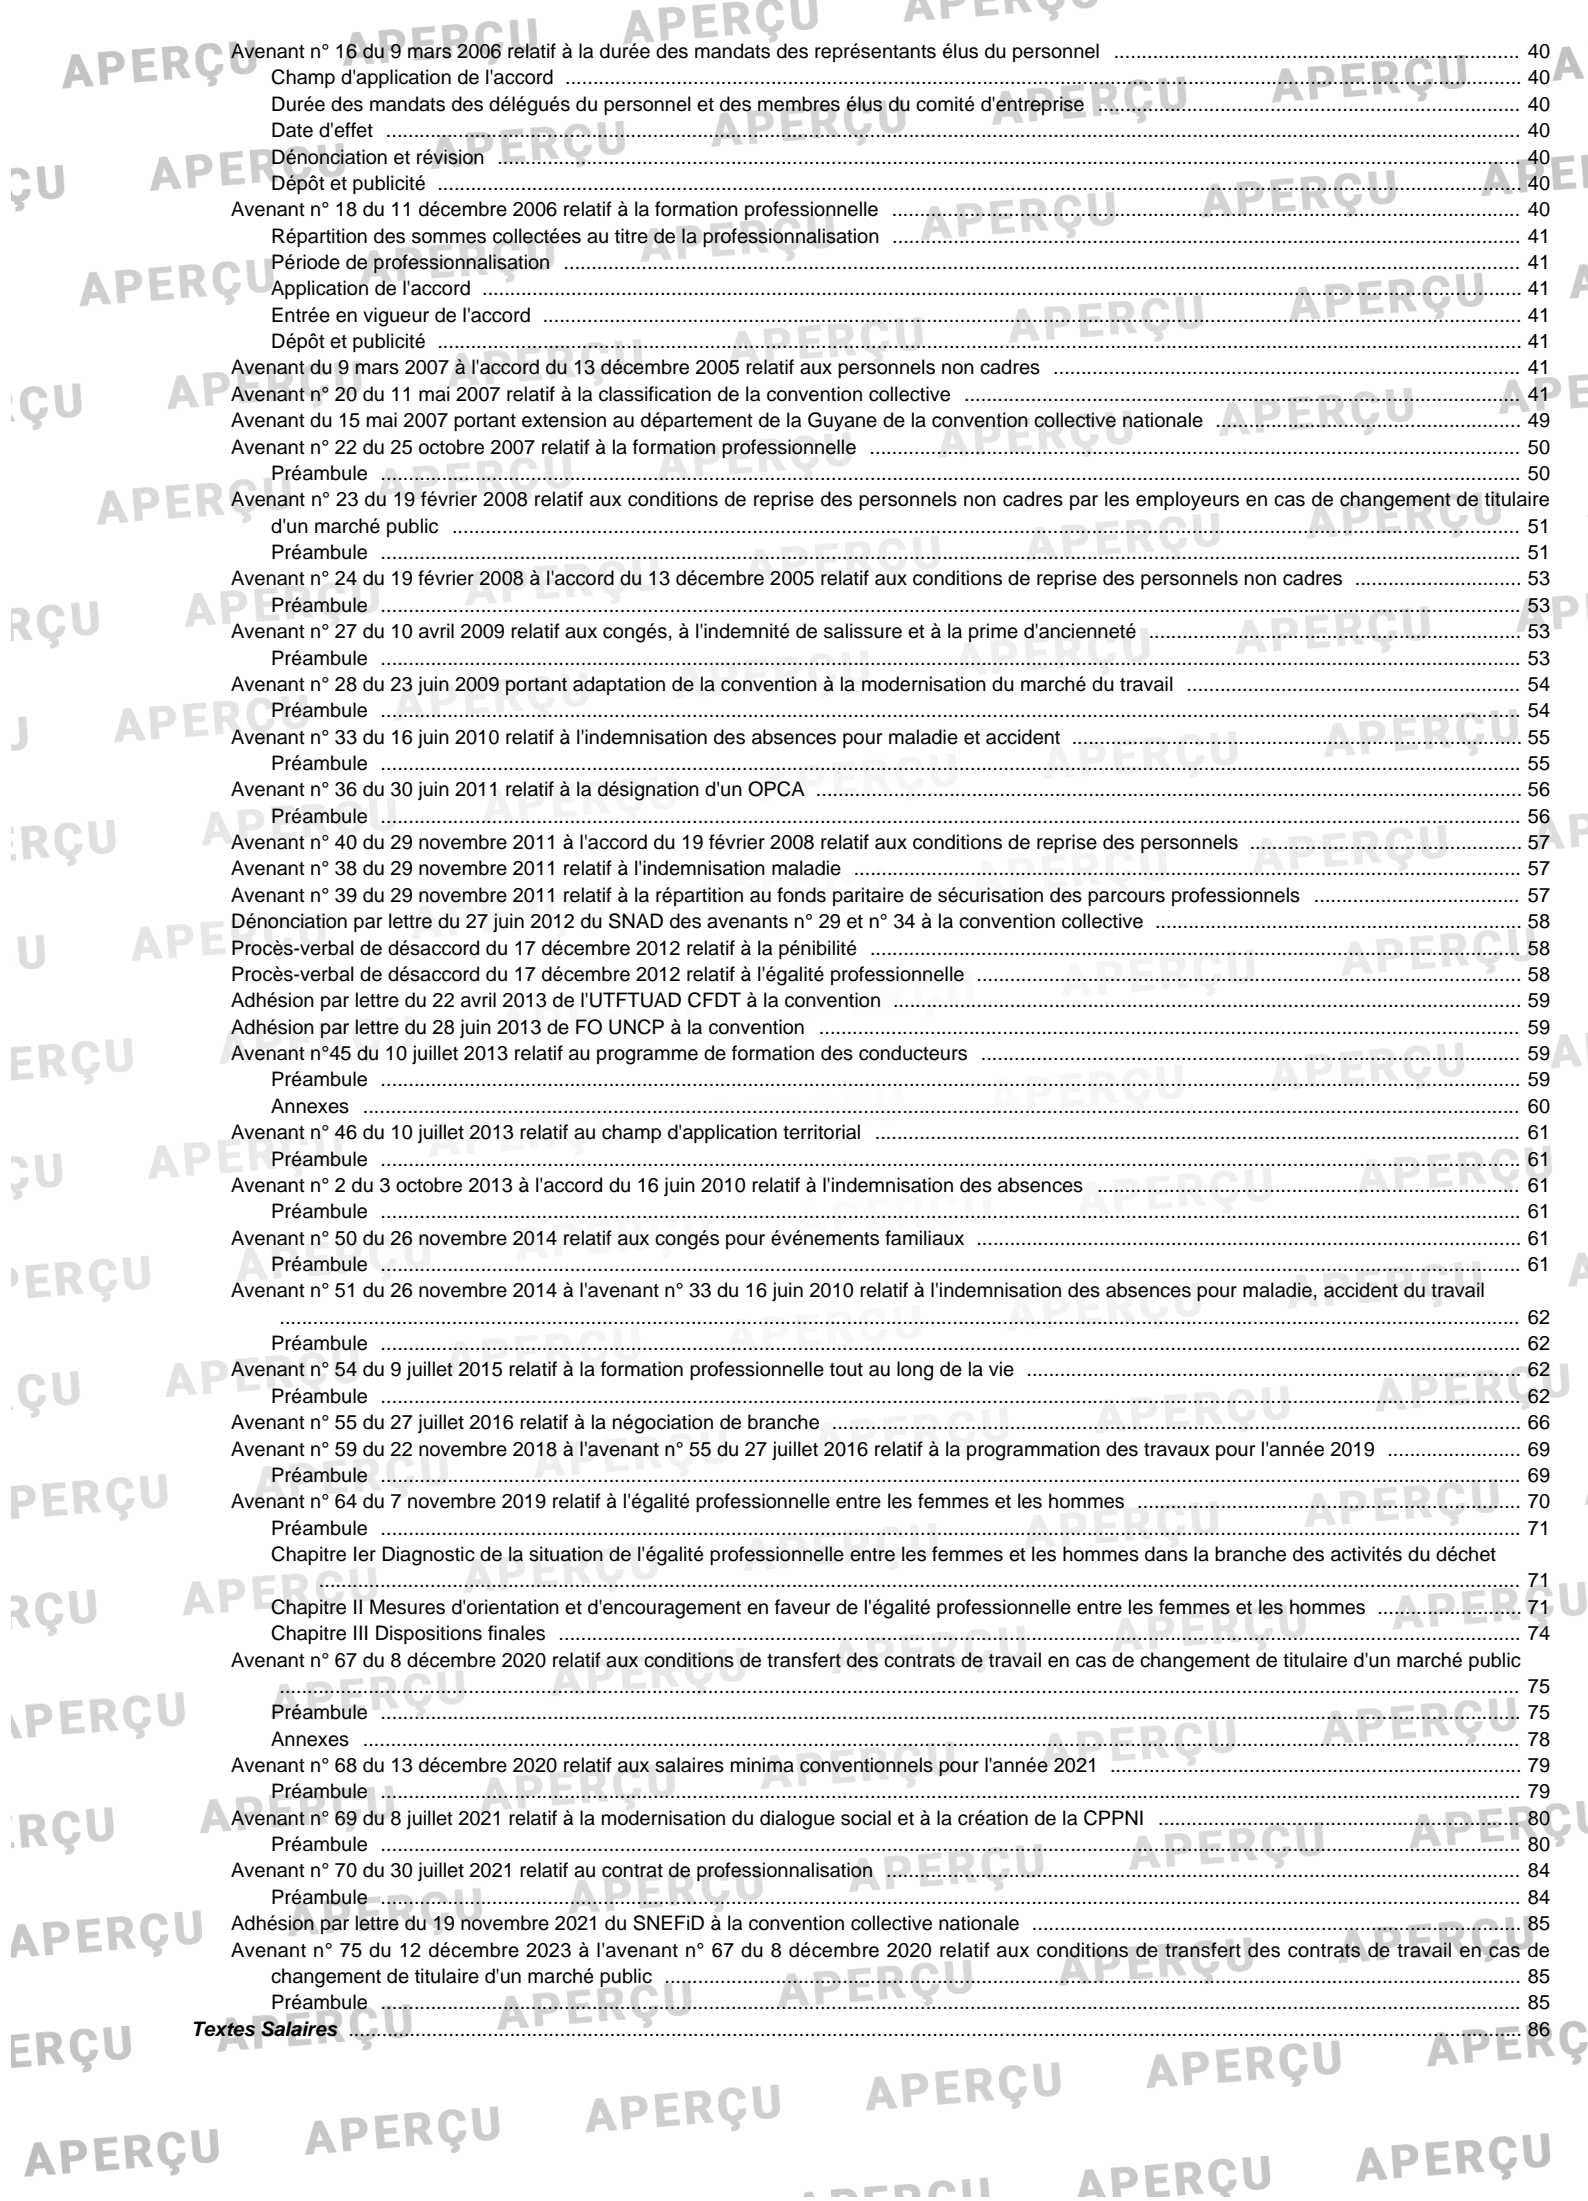 Avenant n° 16 du 9 mars 2006 relatif à la durée des mandats des représentants élus du personnel 40
Champ d'application de l'accord 40
Durée des mandats des délégués du personnel et des membres élus du comité d'entreprise 40
Date d'effet 40
Dénonciation et révision 40
Dépôt et publicité 40
Avenant n° 18 du 11 décembre 2006 relatif à la formation professionnelle 40
Répartition des sommes collectées au titre de la professionnalisation 41
Période de professionnalisation 41
Application de l'accord 41
Entrée en vigueur de l'accord 41
Dépôt et publicité 41
Avenant du 9 mars 2007 à l'accord du 13 décembre 2005 relatif aux personnels non cadres 41
Avenant n° 20 du 11 mai 2007 relatif à la classification de la convention collective 41
Avenant du 15 mai 2007 portant extension au département de la Guyane de la convention collective nationale 49
Avenant n° 22 du 25 octobre 2007 relatif à la formation professionnelle 50
Préambule 50
Avenant n° 23 du 19 février 2008 relatif aux conditions de reprise des personnels non cadres par les employeurs en cas de changement de titulaire
d'un marché public 51
Préambule 51
Avenant n° 24 du 19 février 2008 à l'accord du 13 décembre 2005 relatif aux conditions de reprise des personnels non cadres 53
Préambule 53
Avenant n° 27 du 10 avril 2009 relatif aux congés, à l'indemnité de salissure et à la prime d'ancienneté 53
Préambule 53
Avenant n° 28 du 23 juin 2009 portant adaptation de la convention à la modernisation du marché du travail 54
Préambule 54
Avenant n° 33 du 16 juin 2010 relatif à l'indemnisation des absences pour maladie et accident 55
Préambule 55
Avenant n° 36 du 30 juin 2011 relatif à la désignation d'un OPCA 56
Préambule 56
Avenant n° 40 du 29 novembre 2011 à l'accord du 19 février 2008 relatif aux conditions de reprise des personnels 57
Avenant n° 38 du 29 novembre 2011 relatif à l'indemnisation maladie 57
Avenant n° 39 du 29 novembre 2011 relatif à la répartition au fonds paritaire de sécurisation des parcours professionnels 57
Dénonciation par lettre du 27 juin 2012 du SNAD des avenants n° 29 et n° 34 à la convention collective 58
Procès-verbal de désaccord du 17 décembre 2012 relatif à la pénibilité 58
Procès-verbal de désaccord du 17 décembre 2012 relatif à l'égalité professionnelle 58
Adhésion par lettre du 22 avril 2013 de l'UTFTUAD CFDT à la convention 59
Adhésion par lettre du 28 juin 2013 de FO UNCP à la convention 59
Avenant n°45 du 10 juillet 2013 relatif au programme de formation des conducteurs 59
Préambule 59
Annexes 60
Avenant n° 46 du 10 juillet 2013 relatif au champ d'application territorial 61
Préambule 61
Avenant n° 2 du 3 octobre 2013 à l'accord du 16 juin 2010 relatif à l'indemnisation des absences 61
Préambule 61
Avenant n° 50 du 26 novembre 2014 relatif aux congés pour événements familiaux 61
Préambule 61
Avenant n° 51 du 26 novembre 2014 à l'avenant n° 33 du 16 juin 2010 relatif à l'indemnisation des absences pour maladie, accident du travail
62
Préambule 62
Avenant n° 54 du 9 juillet 2015 relatif à la formation professionnelle tout au long de la vie 62
Préambule 62
Avenant n° 55 du 27 juillet 2016 relatif à la négociation de branche 66
Avenant n° 59 du 22 novembre 2018 à l'avenant n° 55 du 27 juillet 2016 relatif à la programmation des travaux pour l'année 2019 69
Préambule 69
Avenant n° 64 du 7 novembre 2019 relatif à l'égalité professionnelle entre les femmes et les hommes 70
Préambule 71
Chapitre Ier Diagnostic de la situation de l'égalité professionnelle entre les femmes et les hommes dans la branche des activités du déchet
71
Chapitre II Mesures d'orientation et d'encouragement en faveur de l'égalité professionnelle entre les femmes et les hommes 71
Chapitre III Dispositions finales 74
Avenant n° 67 du 8 décembre 2020 relatif aux conditions de transfert des contrats de travail en cas de changement de titulaire d'un marché public
75
Préambule 75
Annexes 78
Avenant n° 68 du 13 décembre 2020 relatif aux salaires minima conventionnels pour l'année 2021 79
Préambule 79
Avenant n° 69 du 8 juillet 2021 relatif à la modernisation du dialogue social et à la création de la CPPNI 80
Préambule 80
Avenant n° 70 du 30 juillet 2021 relatif au contrat de professionnalisation 84
Préambule 84
Adhésion par lettre du 19 novembre 2021 du SNEFiD à la convention collective nationale 85
Avenant n° 75 du 12 décembre 2023 à l'avenant n° 67 du 8 décembre 2020 relatif aux conditions de transfert des contrats de travail en cas de
changement de titulaire d'un marché public 85
Préambule 85
Textes Salaires 86
APERÇU